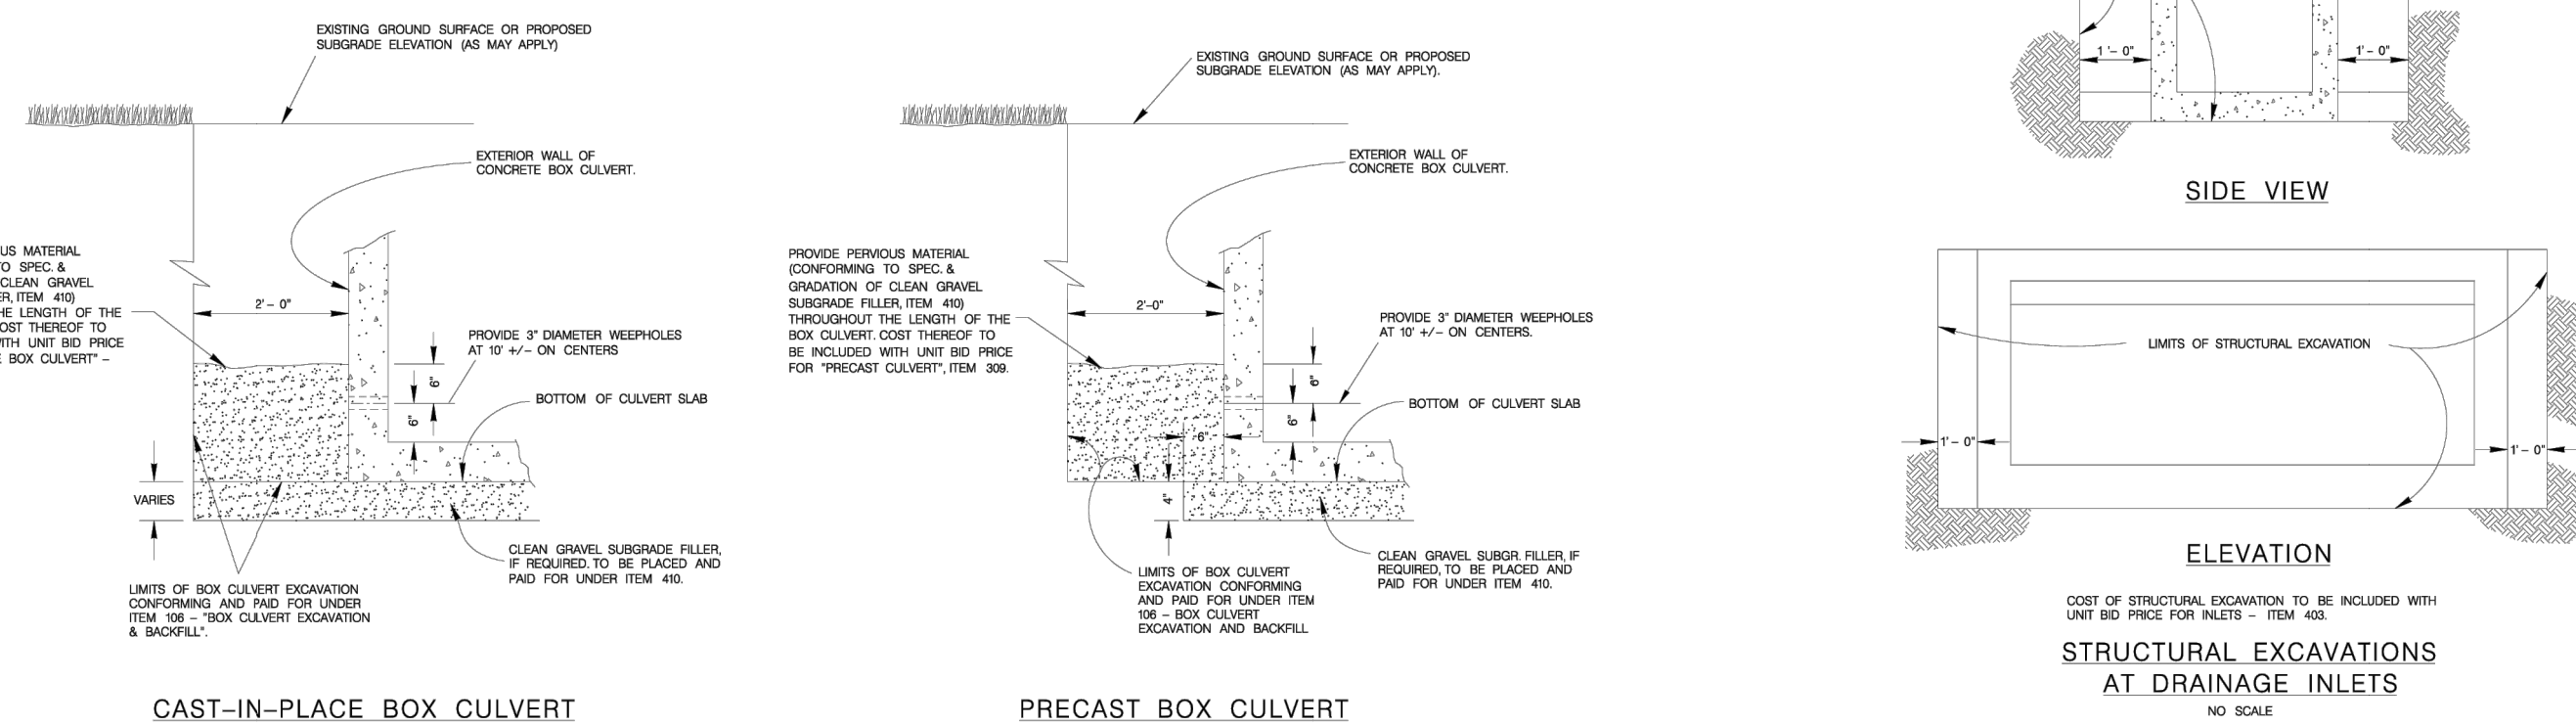 EXISTING GROUND SURFACE OR PROPOSED
SUBGRADE ELEVATION (AS MAY APPLY)
EXTERIOR WALL OF
CONCRETE BOX CULVERT.
US MATERIAL
TO SPEC. &
CLEAN GRAVEL
ER, ITEM 410)
HE LENGTH OF THE
OST THEREOF TO
WITH UNIT BID PRICE
E BOX CULVERT" –
2'- 0"
PROVIDE 3" DIAMETER WEEPHOLES
AT 10' +/- ON CENTERS
6"
6"
BOTTOM OF CULVERT SLAB
VARIES
CLEAN GRAVEL SUBGRADE FILLER,
IF REQUIRED. TO BE PLACED AND
PAID FOR UNDER ITEM 410.
LIMITS OF BOX CULVERT EXCAVATION
CONFORMING AND PAID FOR UNDER
ITEM 106 – "BOX CULVERT EXCAVATION
& BACKFILL".
CAST–IN–PLACE BOX CULVERT
EXISTING GROUND SURFACE OR PROPOSED
SUBGRADE ELEVATION (AS MAY APPLY).
EXTERIOR WALL OF
CONCRETE BOX CULVERT.
PROVIDE PERVIOUS MATERIAL
(CONFORMING TO SPEC. &
GRADATION OF CLEAN GRAVEL
SUBGRADE FILLER, ITEM 410)
THROUGHOUT THE LENGTH OF THE
BOX CULVERT. COST THEREOF TO
BE INCLUDED WITH UNIT BID PRICE
FOR "PRECAST CULVERT", ITEM 309.
2'-0"
PROVIDE 3" DIAMETER WEEPHOLES
AT 10' +/- ON CENTERS.
6"
6"
6"
BOTTOM OF CULVERT SLAB
4"
CLEAN GRAVEL SUBGR. FILLER, IF
REQUIRED, TO BE PLACED AND
PAID FOR UNDER ITEM 410.
LIMITS OF BOX CULVERT
EXCAVATION CONFORMING
AND PAID FOR UNDER ITEM
106 – BOX CULVERT
EXCAVATION AND BACKFILL
PRECAST BOX CULVERT
1'- 0"
1'- 0"
SIDE VIEW
LIMITS OF STRUCTURAL EXCAVATION
1'- 0"
1'- 0"
ELEVATION
COST OF STRUCTURAL EXCAVATION TO BE INCLUDED WITH
UNIT BID PRICE FOR INLETS – ITEM 403.
STRUCTURAL EXCAVATIONS
AT DRAINAGE INLETS
NO SCALE